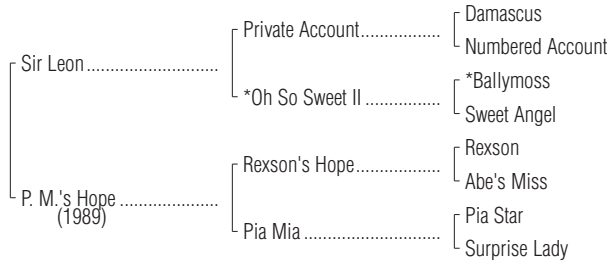 Damascus
Private Account..................
Numbered Account
Sir Leon ..............................
*Ballymoss
*Oh So Sweet II .................
Sweet Angel
Rexson
Rexson's Hope...................
Abe's Miss
P. M.'s Hope ......................
(1989)
Pia Star
Pia Mia ..............................
Surprise Lady